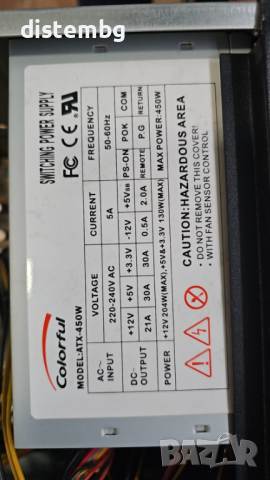 distembg
SWITCHING POWER SUPPLY
FC CE
Colorful
MODEL:ATX-450W
AC~ INPUT VOLTAGE CURRENT FREQUENCY
220-240V AC 5A 50-60Hz
DC⎓ OUTPUT +12V +5V +3.3V -12V +5VSB PS-ON POK COM
21A 30A 30A 0.5A 2.0A REMOTE P.G RETURN
POWER +12V 204W(MAX),+5V&+3.3V 130W(MAX) MAX POWER:450W
CAUTION:HAZARDOUS AREA
• DO NOT REMOVE THIS COVER!
• WITH FAN SENSOR CONTROL
BAZAR